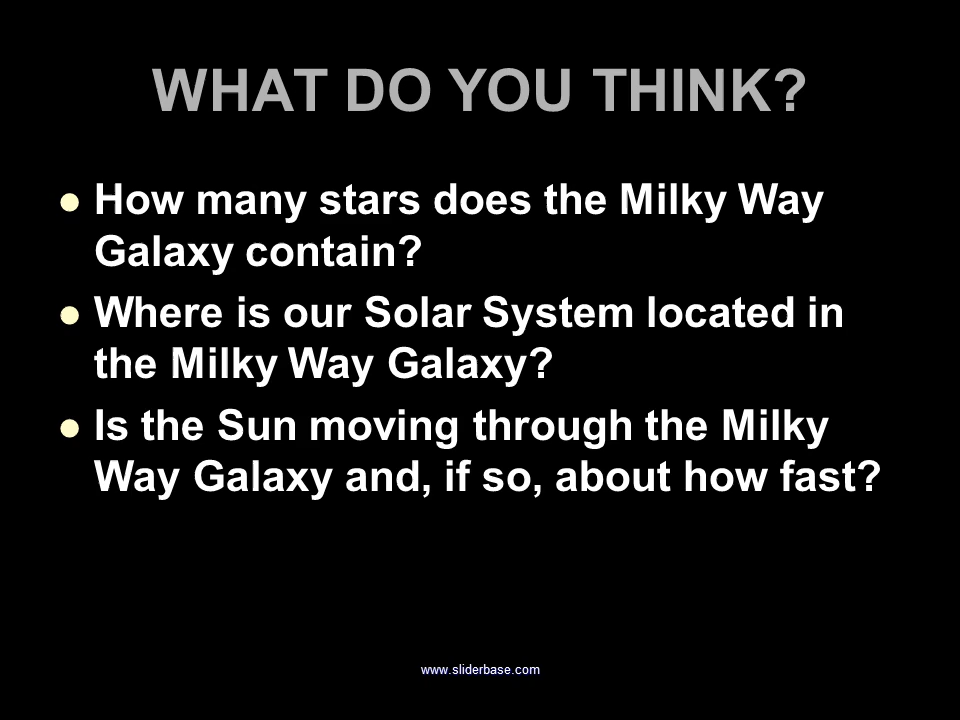 WHAT DO YOU THINK?
● How many stars does the Milky Way
Galaxy contain?
● Where is our Solar System located in
the Milky Way Galaxy?
● Is the Sun moving through the Milky
Way Galaxy and, if so, about how fast?
www.sliderbase.com